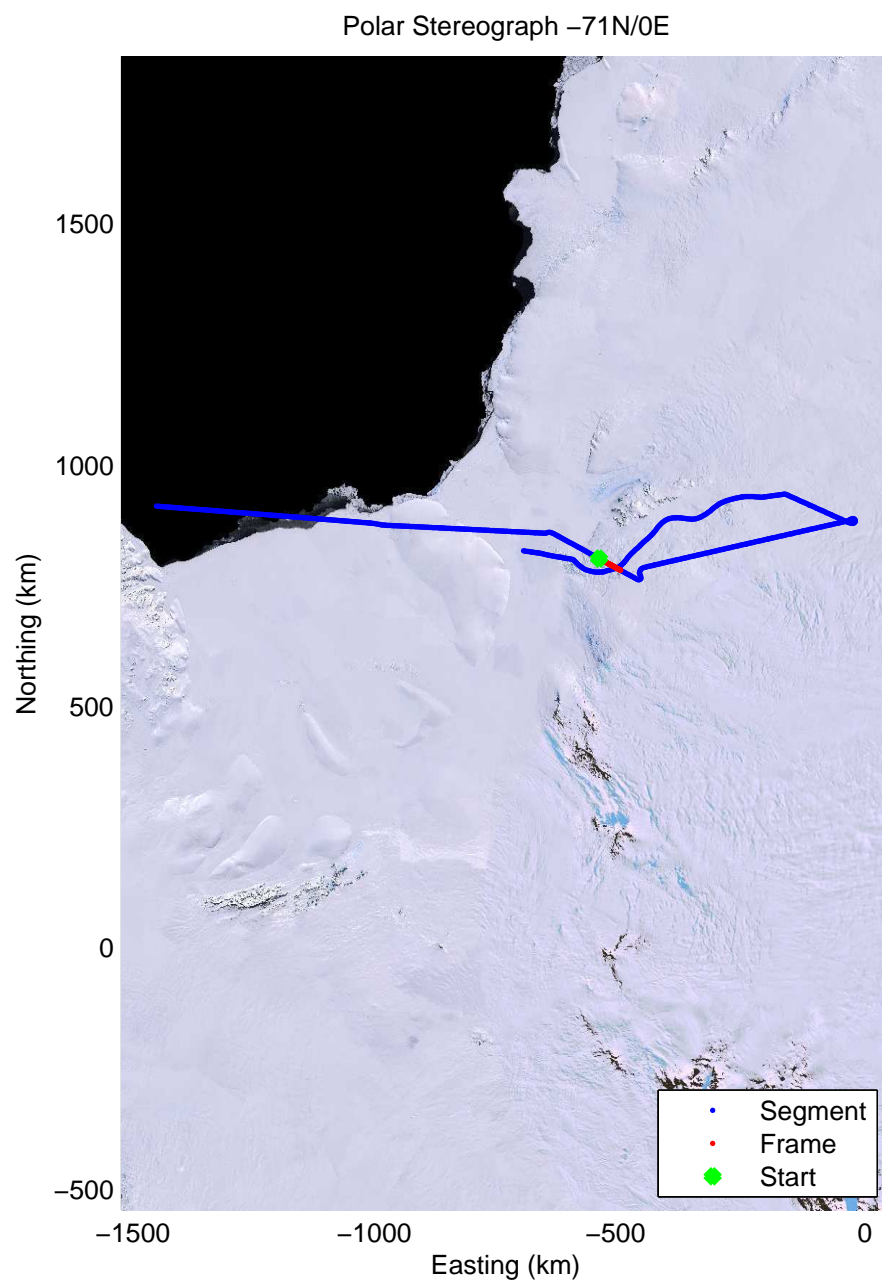 Polar Stereograph −71N/0E
1500
1000
500
0
−500
Northing (km)
−1500
−1000
−500
0
Easting (km)
Segment
Frame
Start